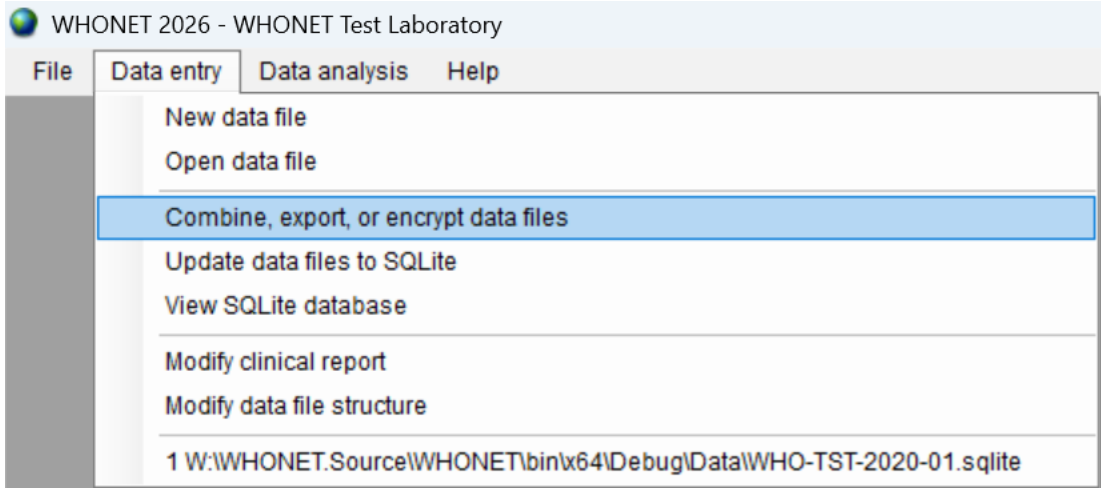 WHONET 2026 - WHONET Test Laboratory
File Data entry Data analysis Help
New data file
Open data file
Combine, export, or encrypt data files
Update data files to SQLite
View SQLite database
Modify clinical report
Modify data file structure
1 W:\WHONET.Source\WHONET\bin\x64\Debug\Data\WHO-TST-2020-01.sqlite